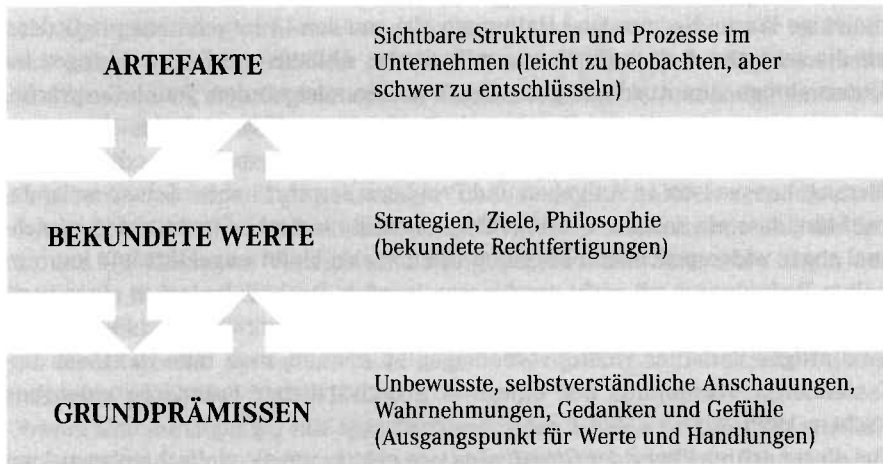 ARTEFAKTE
Sichtbare Strukturen und Prozesse im
Unternehmen (leicht zu beobachten, aber
schwer zu entschlüsseln)
BEKUNDETE WERTE
Strategien, Ziele, Philosophie
(bekundete Rechtfertigungen)
GRUNDPRÄMISSEN
Unbewusste, selbstverständliche Anschauungen,
Wahrnehmungen, Gedanken und Gefühle
(Ausgangspunkt für Werte und Handlungen)